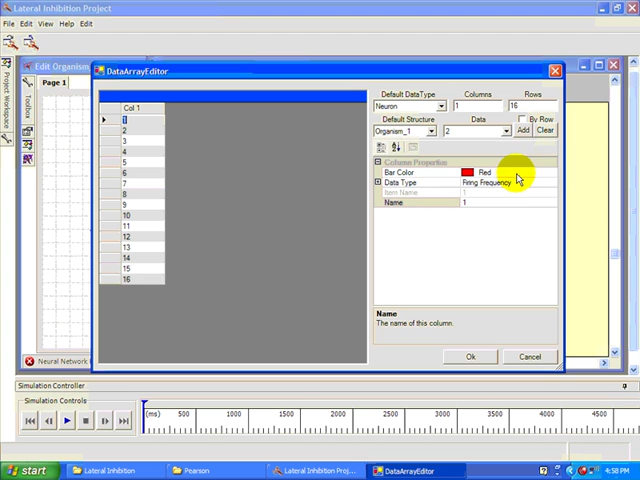 Lateral Inhibition Project
File Edit View Help Edit
Edit Organism
Page 1
Project Workspace
Toolbox
DataArrayEditor
Col 1
1
2
3
4
5
6
7
8
9
10
11
12
13
14
15
16
Default DataType Columns Rows
Neuron 1 16
Default Structure Data By Row
Organism_1 2 Add Clear
Column Properties
Bar Color Red
Data Type Firing Frequency
Item Name 1
Name 1
Name
The name of this column.
Ok Cancel
Neural Network
Simulation Controller
Simulation Controls
(ms) 500 1000 1500 2000 2500 3000 3500 4000 4500
start Lateral Inhibition Pearson Lateral Inhibition Proj... DataArrayEditor 4:58 PM